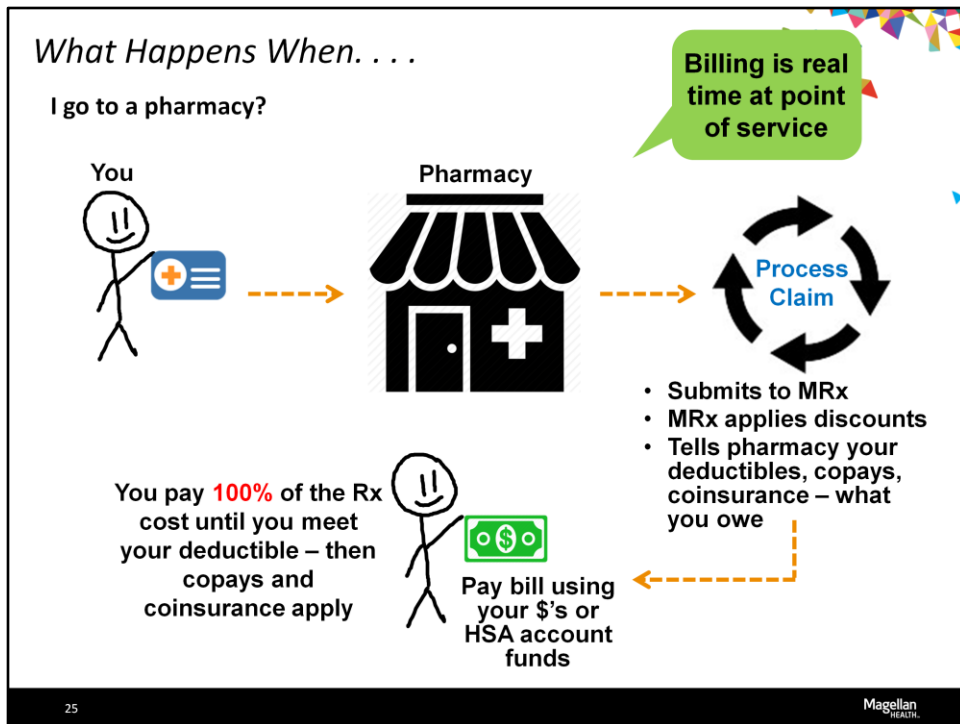 What Happens When. . . .
I go to a pharmacy?
Billing is real
time at point
of service
You
Pharmacy
Process
Claim
• Submits to MRx
• MRx applies discounts
• Tells pharmacy your
deductibles, copays,
coinsurance – what
you owe
You pay 100% of the Rx
cost until you meet
your deductible – then
copays and
coinsurance apply
$
Pay bill using
your $'s or
HSA account
funds
25
Magellan
HEALTH.